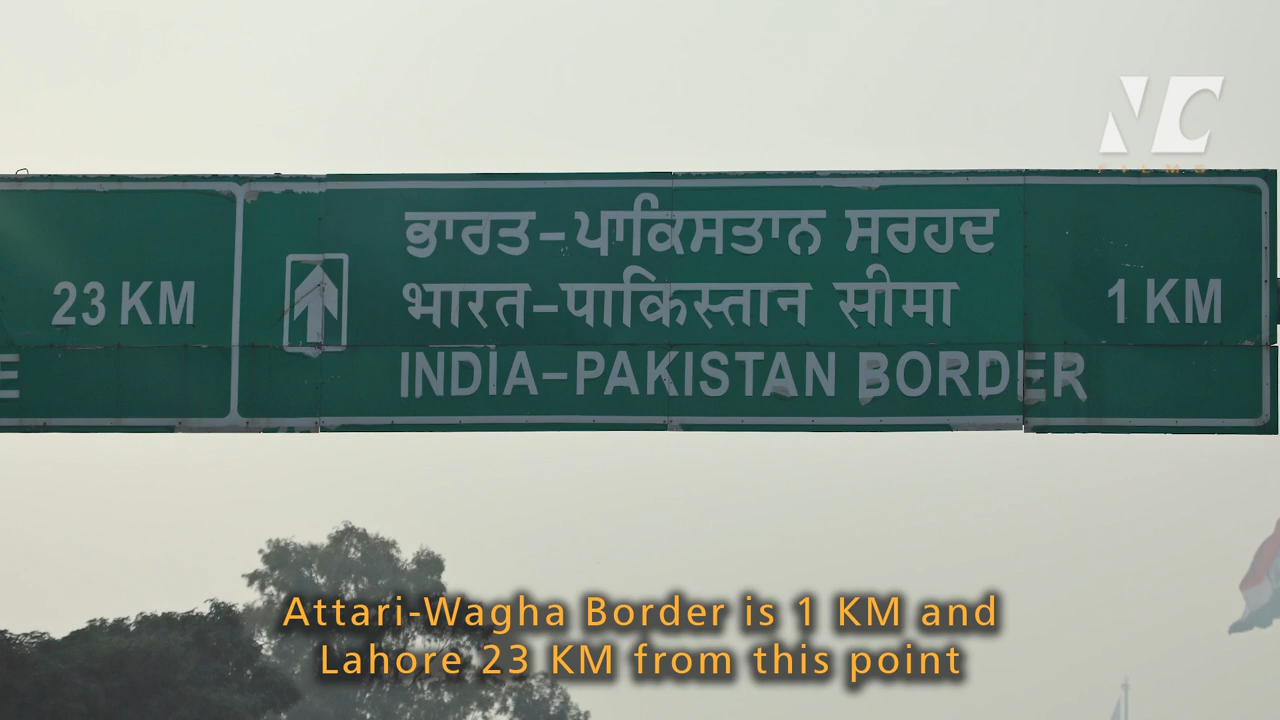 NC
FILMS
23 KM
E
ਭਾਰਤ–ਪਾਕਿਸਤਾਨ ਸਰਹਦ
भारत–पाकिस्तान सीमा
INDIA–PAKISTAN BORDER
1 KM
Attari-Wagha Border is 1 KM and
Lahore 23 KM from this point